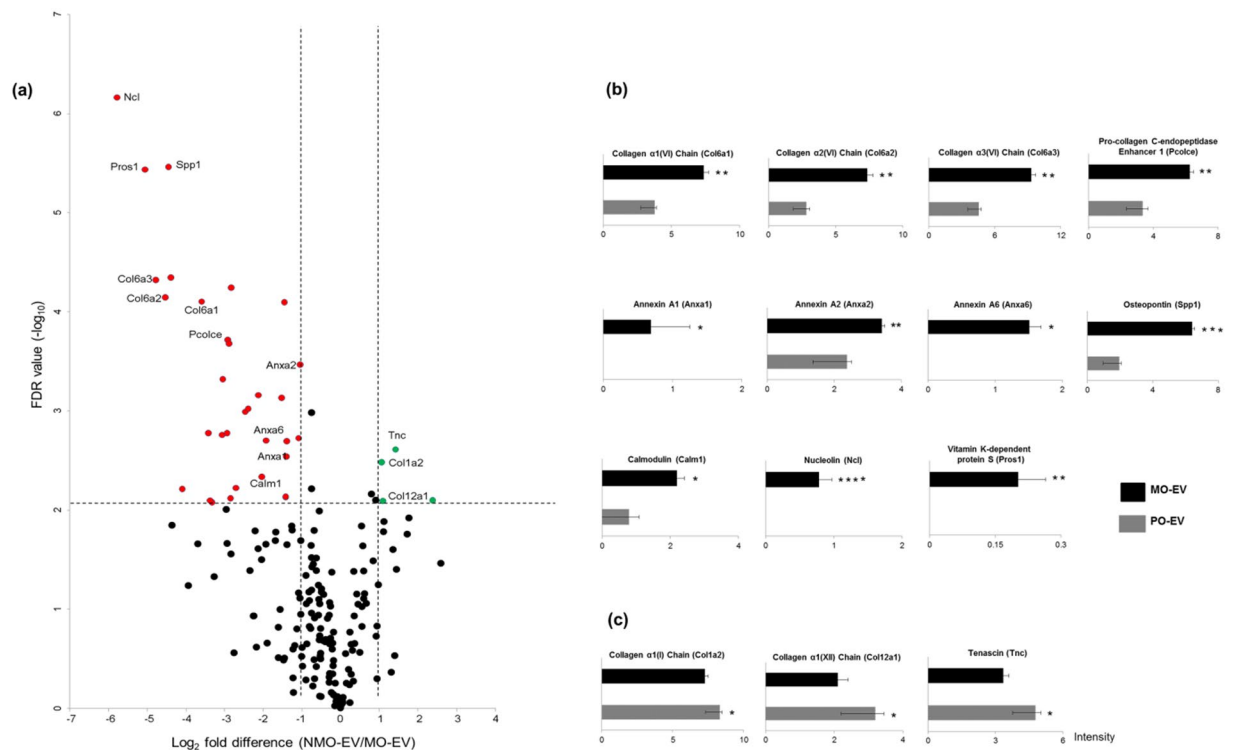 (a)
7
6
5
4
3
2
1
0
FDR value (-log10)
Ncl
Pros1
Spp1
Col6a3
Col6a2
Col6a1
Pcolce
Anxa2
Anxa6
Anxa1
Calm1
Tnc
Col1a2
Col12a1
-7 -6 -5 -4 -3 -2 -1 0 1 2 3 4
Log2 fold difference (NMO-EV/MO-EV)
(b)
Collagen α1(VI) Chain (Col6a1)
**
0 5 10
Collagen α2(VI) Chain (Col6a2)
**
0 5 10
Collagen α3(VI) Chain (Col6a3)
**
0 6 12
Pro-collagen C-endopeptidase
Enhancer 1 (Pcolce)
**
0 4 8
Annexin A1 (Anxa1)
*
0 1 2
Annexin A2 (Anxa2)
**
0 2 4
Annexin A6 (Anxa6)
*
0 1 2
Osteopontin (Spp1)
***
0 4 8
Calmodulin (Calm1)
*
0 2 4
Nucleolin (Ncl)
****
0 1 2
Vitamin K-dependent
protein S (Pros1)
**
0 0.15 0.3
MO-EV
PO-EV
(c)
Collagen α1(I) Chain (Col1a2)
*
0 5 10
Collagen α1(XII) Chain (Col12a1)
*
0 2 4
Tenascin (Tnc)
*
0 3 6
Intensity